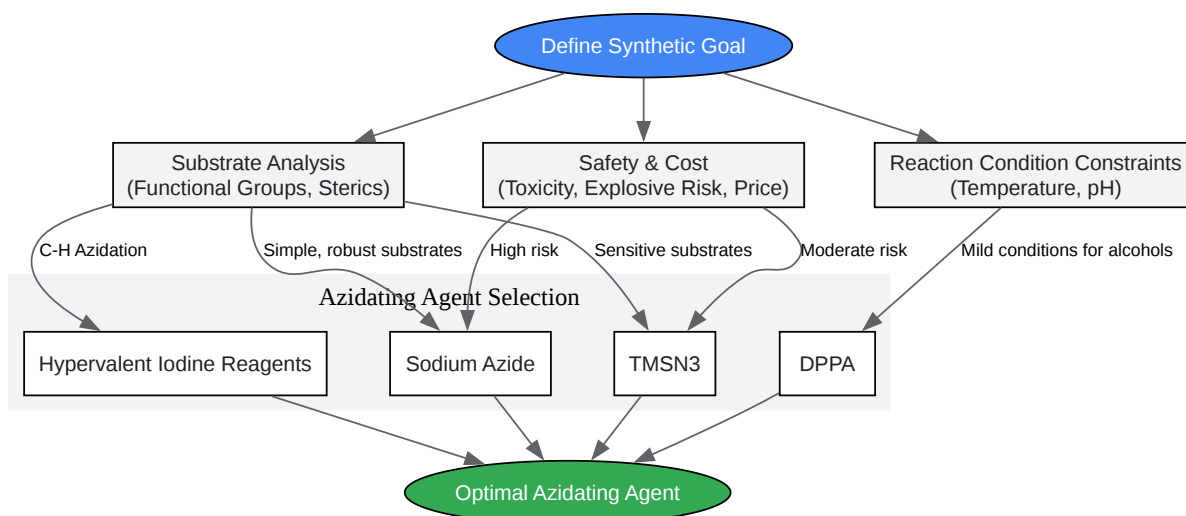 Define Synthetic Goal
Substrate Analysis
(Functional Groups, Sterics)
Safety & Cost
(Toxicity, Explosive Risk, Price)
Reaction Condition Constraints
(Temperature, pH)
C-H Azidation
Simple, robust substrates
High risk
Sensitive substrates
Moderate risk
Mild conditions for alcohols
Azidating Agent Selection
Hypervalent Iodine Reagents
Sodium Azide
TMSN3
DPPA
Optimal Azidating Agent